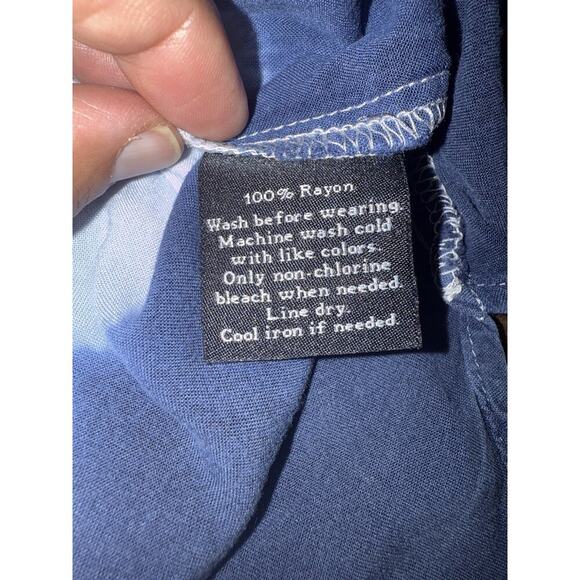 100% Rayon
Wash before wearing.
Machine wash cold
with like colors.
Only non-chlorine
bleach when needed.
Line dry.
Cool iron if needed.